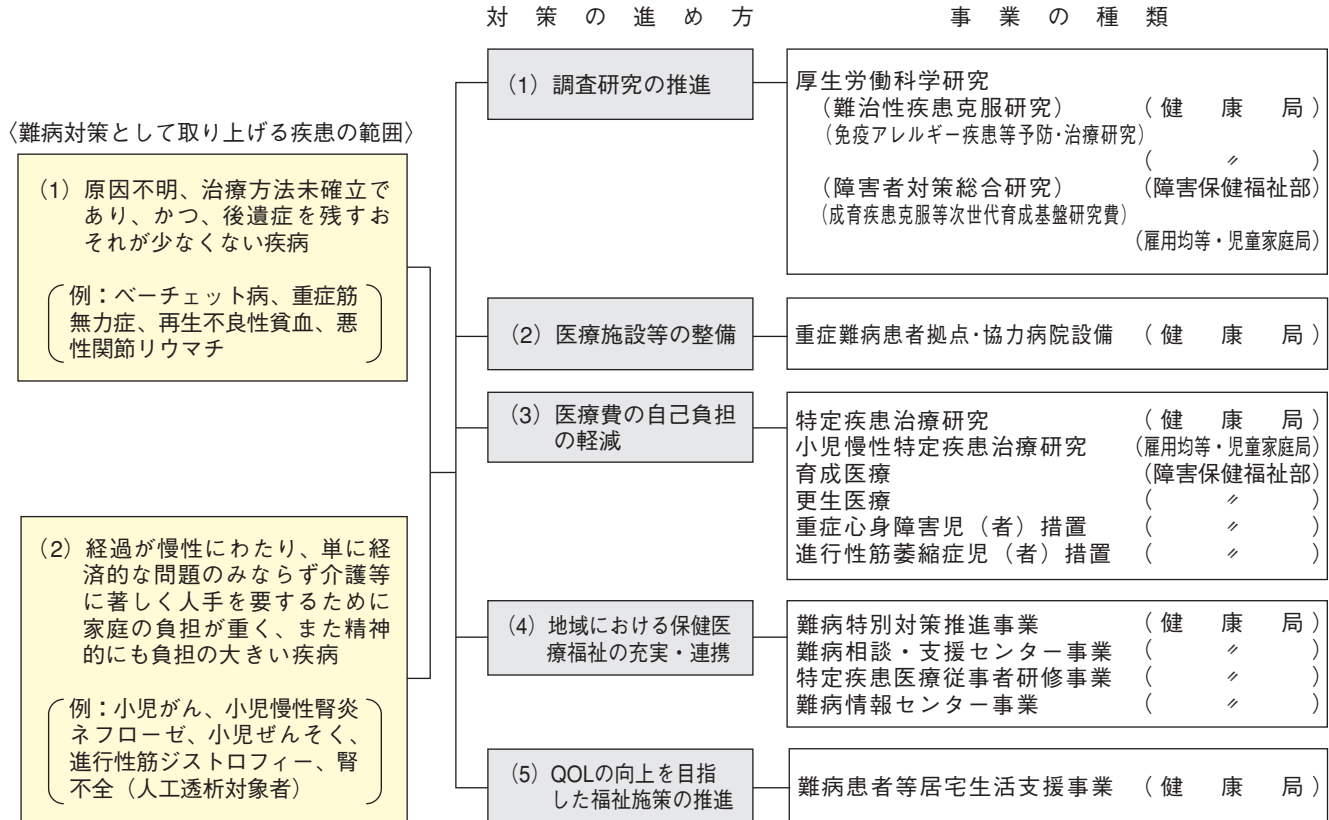 対策の進め方
事業の種類
〈難病対策として取り上げる疾患の範囲〉
(1) 原因不明、治療方法未確立で
あり、かつ、後遺症を残すお
それが少なくない疾病
例：ベーチェット病、重症筋
無力症、再生不良性貧血、悪
性関節リウマチ
(2) 経過が慢性にわたり、単に経
済的な問題のみならず介護等
に著しく人手を要するために
家庭の負担が重く、また精神
的にも負担の大きい疾病
例：小児がん、小児慢性腎炎
ネフローゼ、小児ぜんそく、
進行性筋ジストロフィー、腎
不全（人工透析対象者）
(1) 調査研究の推進
厚生労働科学研究
（難治性疾患克服研究）（健康局）
（免疫アレルギー疾患等予防・治療研究）
（〃）
（障害者対策総合研究）（障害保健福祉部）
（成育疾患克服等次世代育成基盤研究費）
（雇用均等・児童家庭局）
(2) 医療施設等の整備
重症難病患者拠点・協力病院設備（健康局）
(3) 医療費の自己負担
の軽減
特定疾患治療研究（健康局）
小児慢性特定疾患治療研究（雇用均等・児童家庭局）
育成医療（障害保健福祉部）
更生医療（〃）
重症心身障害児（者）措置（〃）
進行性筋萎縮症児（者）措置（〃）
(4) 地域における保健医
療福祉の充実・連携
難病特別対策推進事業（健康局）
難病相談・支援センター事業（〃）
特定疾患医療従事者研修事業（〃）
難病情報センター事業（〃）
(5) QOLの向上を目指
した福祉施策の推進
難病患者等居宅生活支援事業（健康局）